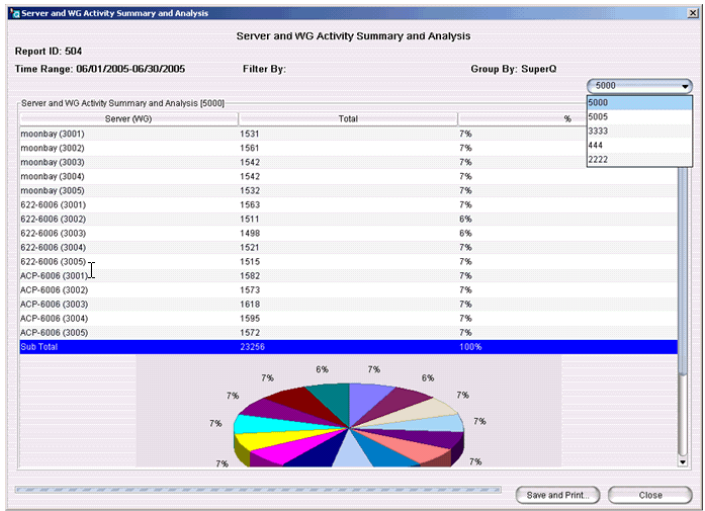 Server and WG Activity Summary and Analysis
Server and WG Activity Summary and Analysis
Report ID: 504
Time Range: 06/01/2005-06/30/2005 Filter By: Group By: SuperQ
5000
5000
5005
3333
444
2222
Server and WG Activity Summary and Analysis [5000]
Server (WG) Total %
moonbay (3001) 1531 7%
moonbay (3002) 1561 7%
moonbay (3003) 1542 7%
moonbay (3004) 1542 7%
moonbay (3005) 1532 7%
622-6006 (3001) 1563 7%
622-6006 (3002) 1511 6%
622-6006 (3003) 1498 6%
622-6006 (3004) 1521 7%
622-6006 (3005) 1515 7%
ACP-6006 (3001) 1582 7%
ACP-6006 (3002) 1573 7%
ACP-6006 (3003) 1618 7%
ACP-6006 (3004) 1595 7%
ACP-6006 (3005) 1572 7%
Sub Total 23256 100%
6% 7%
7% 6%
7% 7%
7% 7%
7% 7%
Save and Print... Close